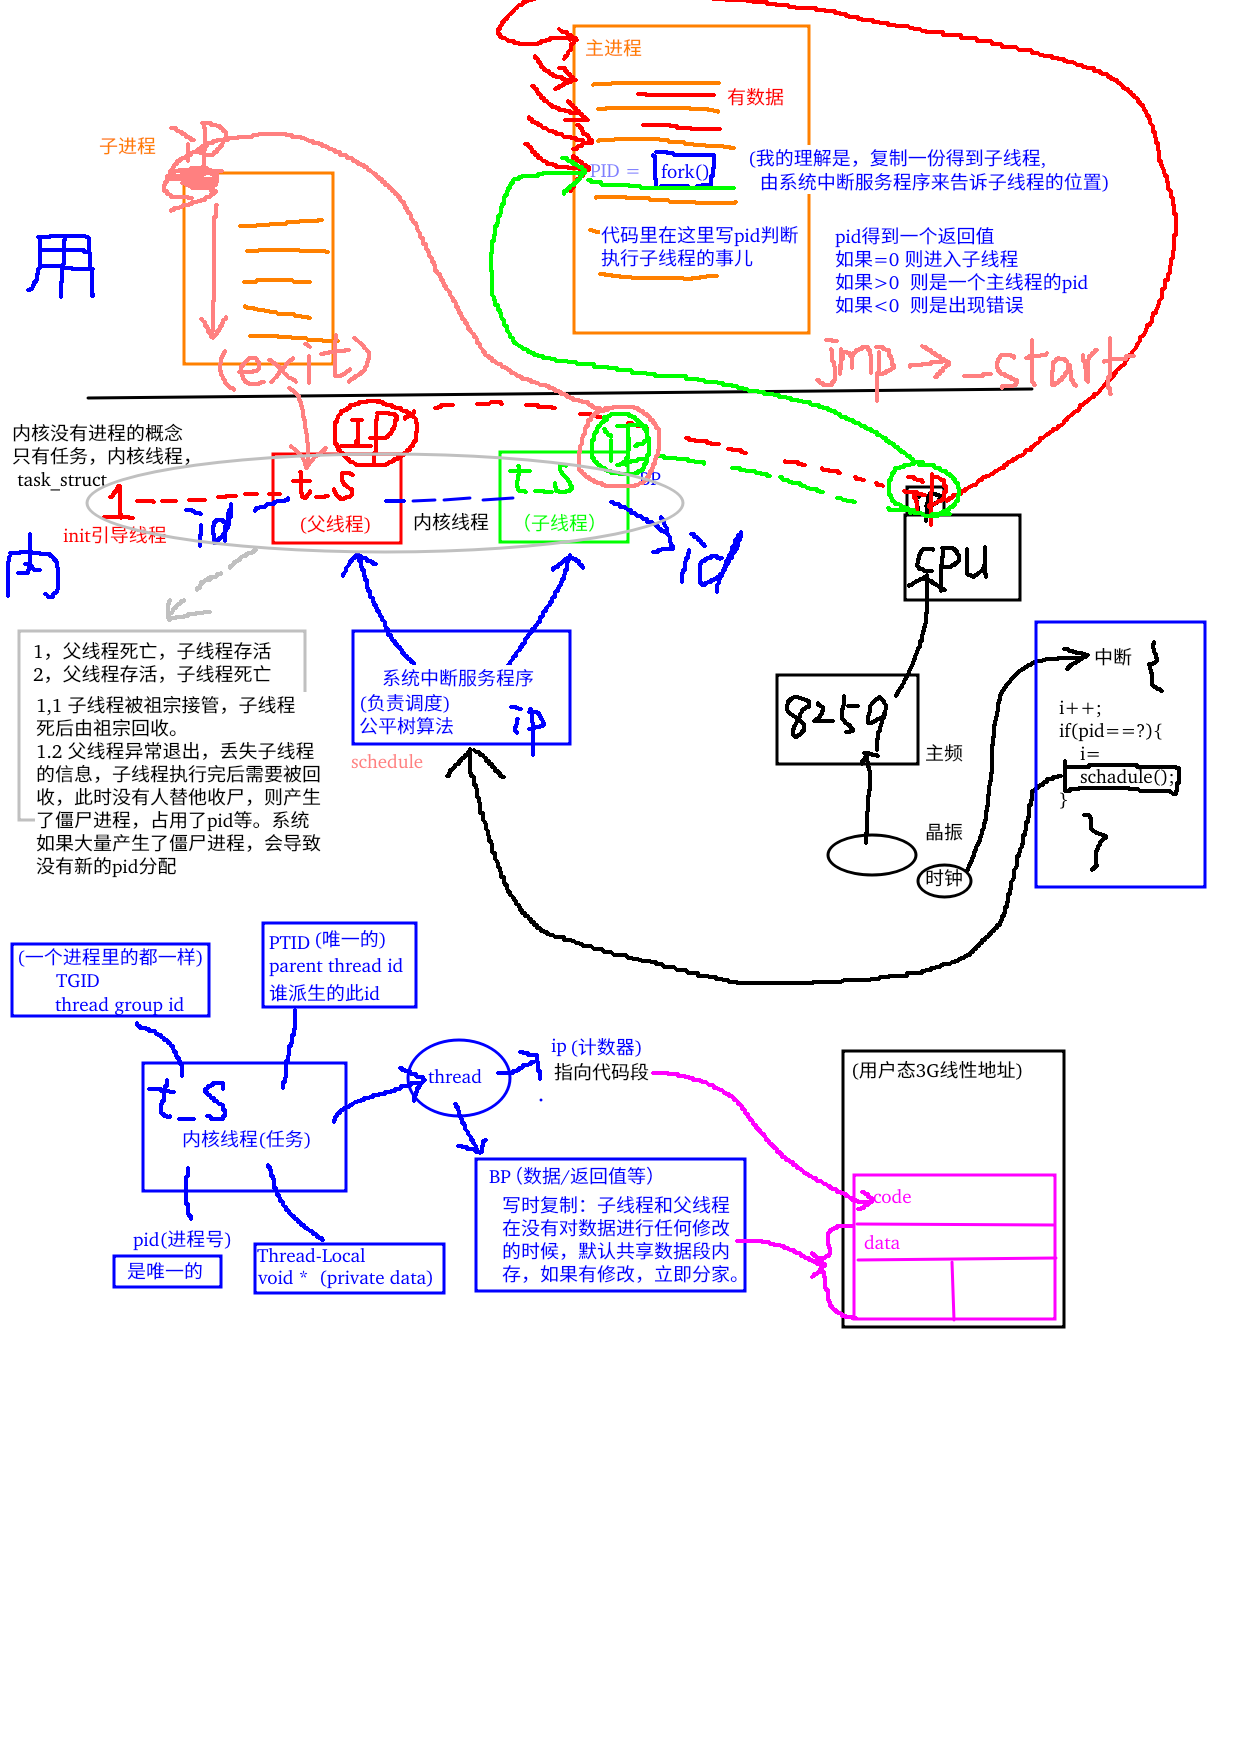 主进程
有数据
子进程
ip
PID = fork()
(我的理解是，复制一份得到子线程,
由系统中断服务程序来告诉子线程的位置)
用
代码里在这里写pid判断
执行子线程的事儿
pid得到一个返回值
如果=0 则进入子线程
如果>0 则是一个主线程的pid
如果<0 则是出现错误
(exit)
jmp → _start
内核没有进程的概念
只有任务，内核线程，
task_struct
IP
iP
BP
iP
1
init引导线程
id
t_s
(父线程)
内核线程
t_s
（子线程）
id
内
CPU
1，父线程死亡，子线程存活
2，父线程存活，子线程死亡
1,1 子线程被祖宗接管，子线程
死后由祖宗回收。
1.2 父线程异常退出，丢失子线程
的信息，子线程执行完后需要被回
收，此时没有人替他收尸，则产生
了僵尸进程，占用了pid等。系统
如果大量产生了僵尸进程，会导致
没有新的pid分配
系统中断服务程序
(负责调度)
公平树算法
ip
schedule
8259
主频
晶振
时钟
中断 {
i++;
if(pid==?){
i=
schadule();
}
}
(一个进程里的都一样)
TGID
thread group id
PTID (唯一的)
parent thread id
谁派生的此id
t_s
内核线程(任务)
thread
ip (计数器)
指向代码段
BP (数据/返回值等)
写时复制：子线程和父线程
在没有对数据进行任何修改
的时候，默认共享数据段内
存，如果有修改，立即分家。
pid(进程号)
是唯一的
Thread-Local
void * (private data)
(用户态3G线性地址)
code
data